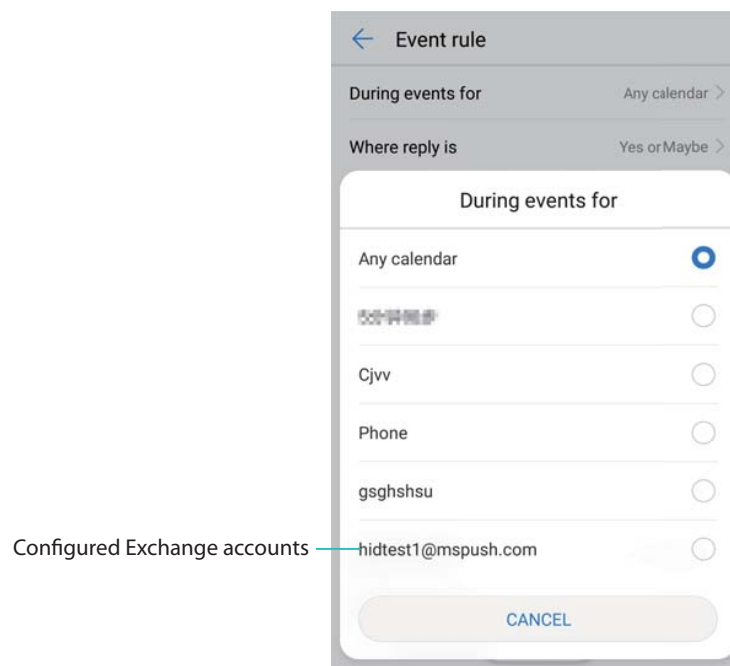 Event rule
During events for Any calendar
Where reply is Yes or Maybe
During events for
Any calendar
Cjvv
Phone
gsghshsu
Configured Exchange accounts hidtest1@mspush.com
CANCEL